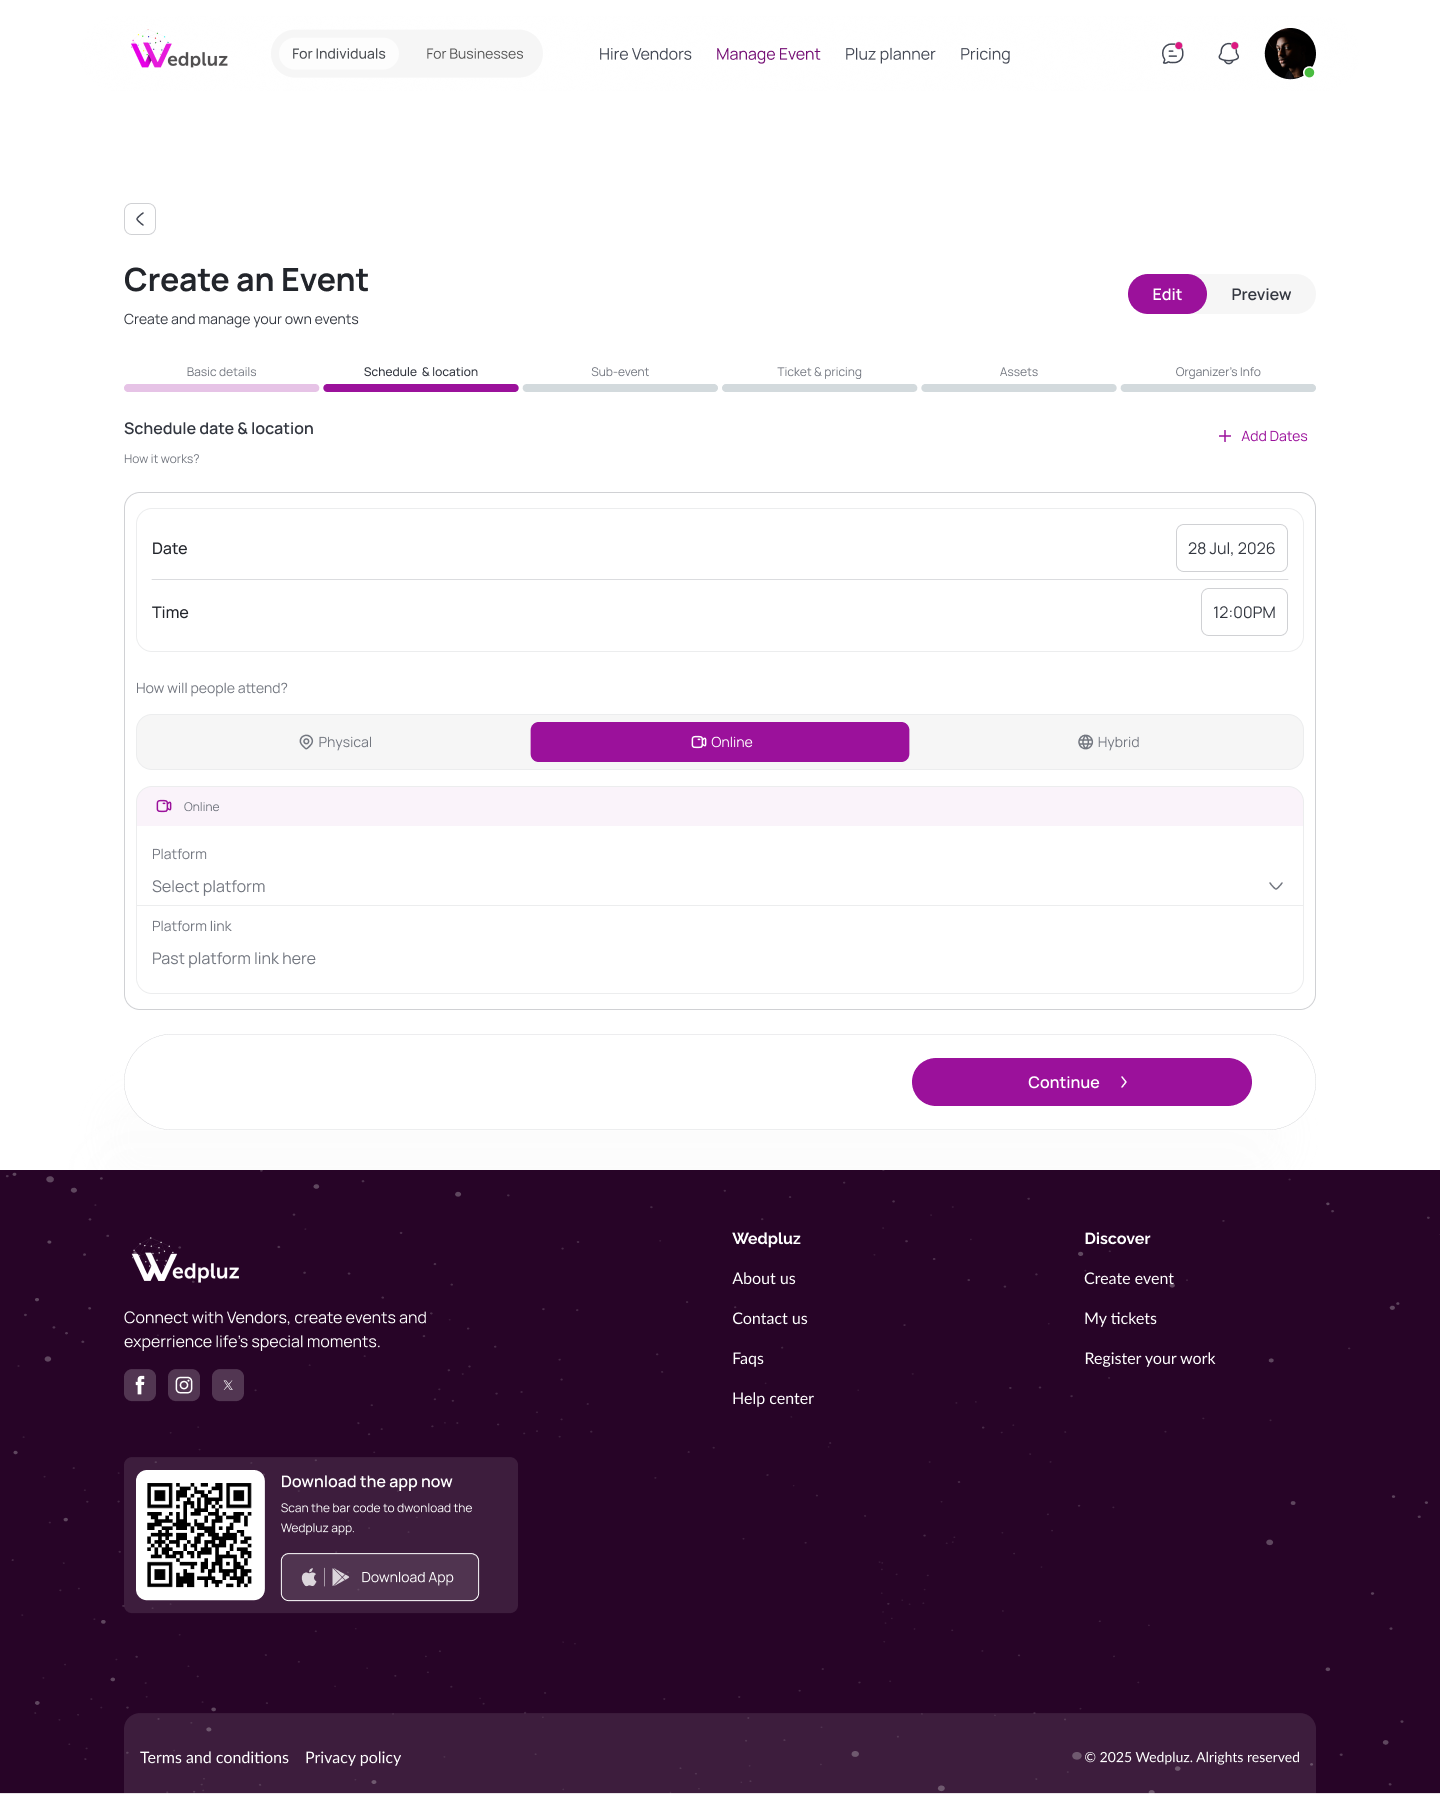 Wedpluz
For Individuals
For Businesses
Hire Vendors
Manage Event
Pluz planner
Pricing
Create an Event
Create and manage your own events
Edit
Preview
Basic details
Schedule & location
Sub-event
Ticket & pricing
Assets
Organizer's Info
Schedule date & location
How it works?
Add Dates
Date
28 Jul, 2026
Time
12:00PM
How will people attend?
Physical
Online
Hybrid
Online
Platform
Select platform
Platform link
Past platform link here
Continue
Wedpluz
Connect with Vendors, create events and
experrience life's special moments.
Wedpluz
About us
Contact us
Faqs
Help center
Discover
Create event
My tickets
Register your work
Download the app now
Scan the bar code to dwonload the
Wedpluz app.
Download App
Terms and conditions
Privacy policy
© 2025 Wedpluz. Alrights reserved